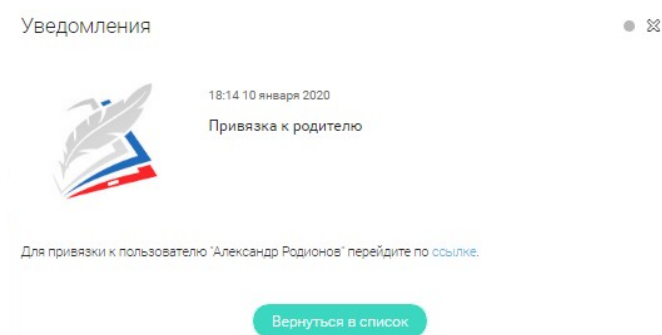 Уведомления
18:14 10 января 2020
Привязка к родителю
Для привязки к пользователю "Александр Родионов" перейдите по ссылке.
Вернуться в список